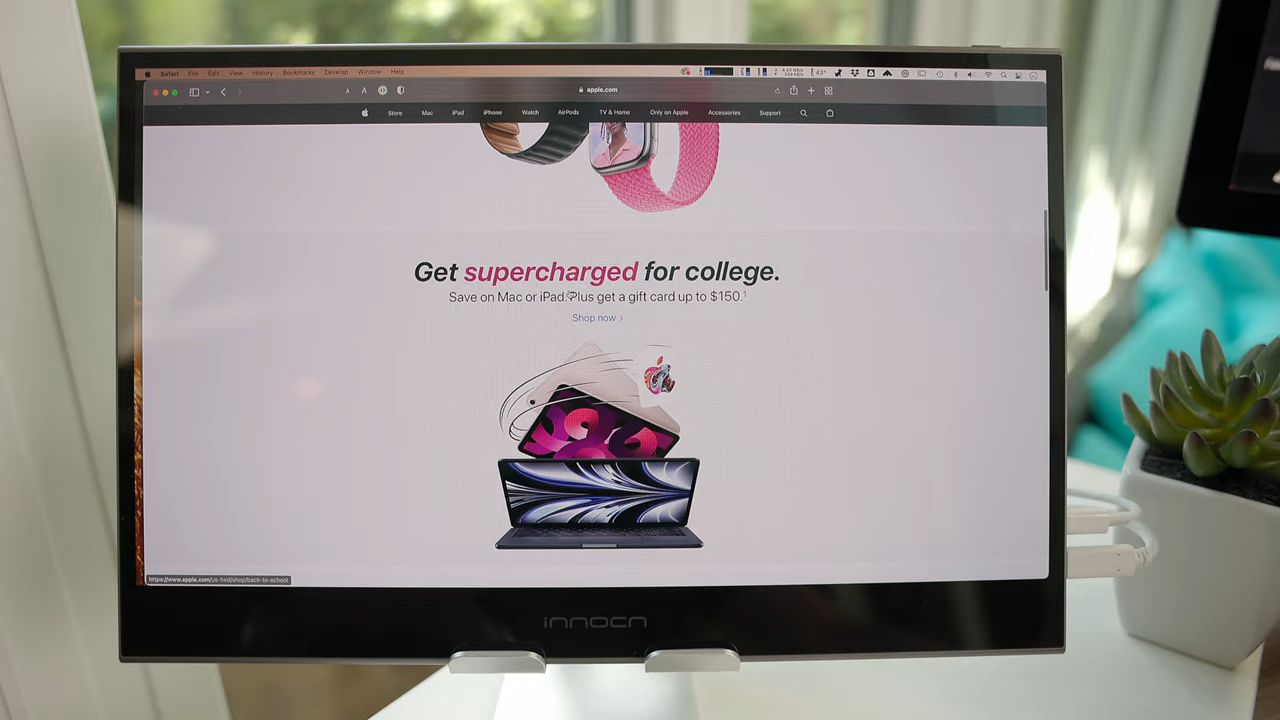 Safari File Edit View History Bookmarks Develop Window Help
43°
A A apple.com
Store Mac iPad iPhone Watch AirPods TV & Home Only on Apple Accessories Support
Get supercharged for college.
Save on Mac or iPad. Plus get a gift card up to $150.¹
Shop now >
https://www.apple.com/us-hed/shop/back-to-school
innocn